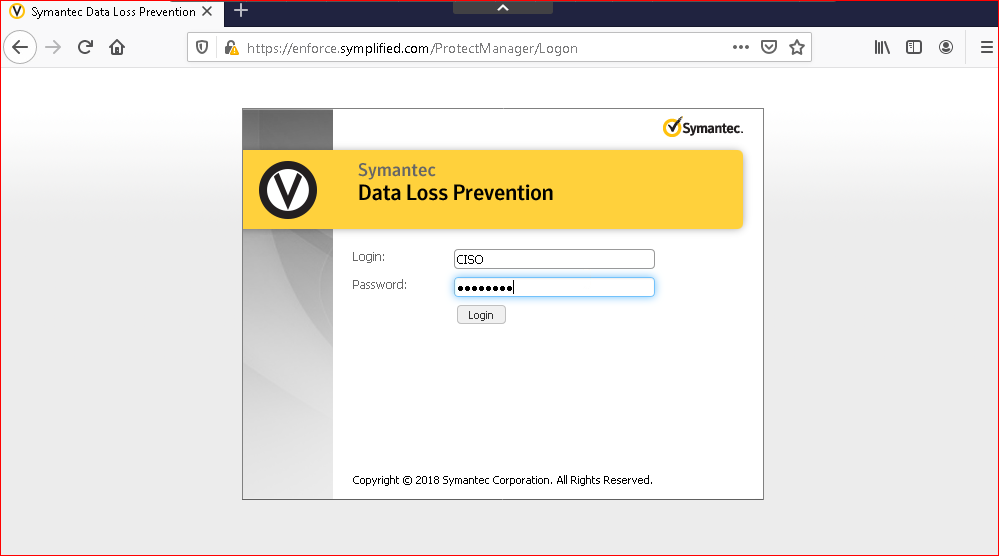 Symantec Data Loss Prevention
https://enforce.symplified.com/ProtectManager/Logon
Symantec.
Symantec
Data Loss Prevention
Login:
CISO
Password:
••••••••
Login
Copyright © 2018 Symantec Corporation. All Rights Reserved.